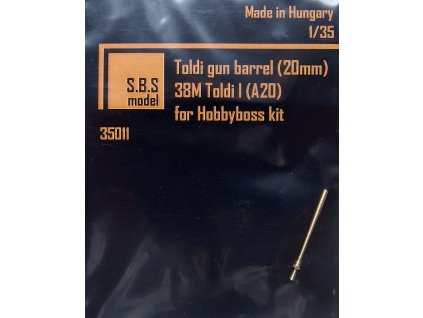 Made in Hungary
1/35
S.B.S
model
Toldi gun barrel (20mm)
38M Toldi I (A20)
for Hobbyboss kit
35011